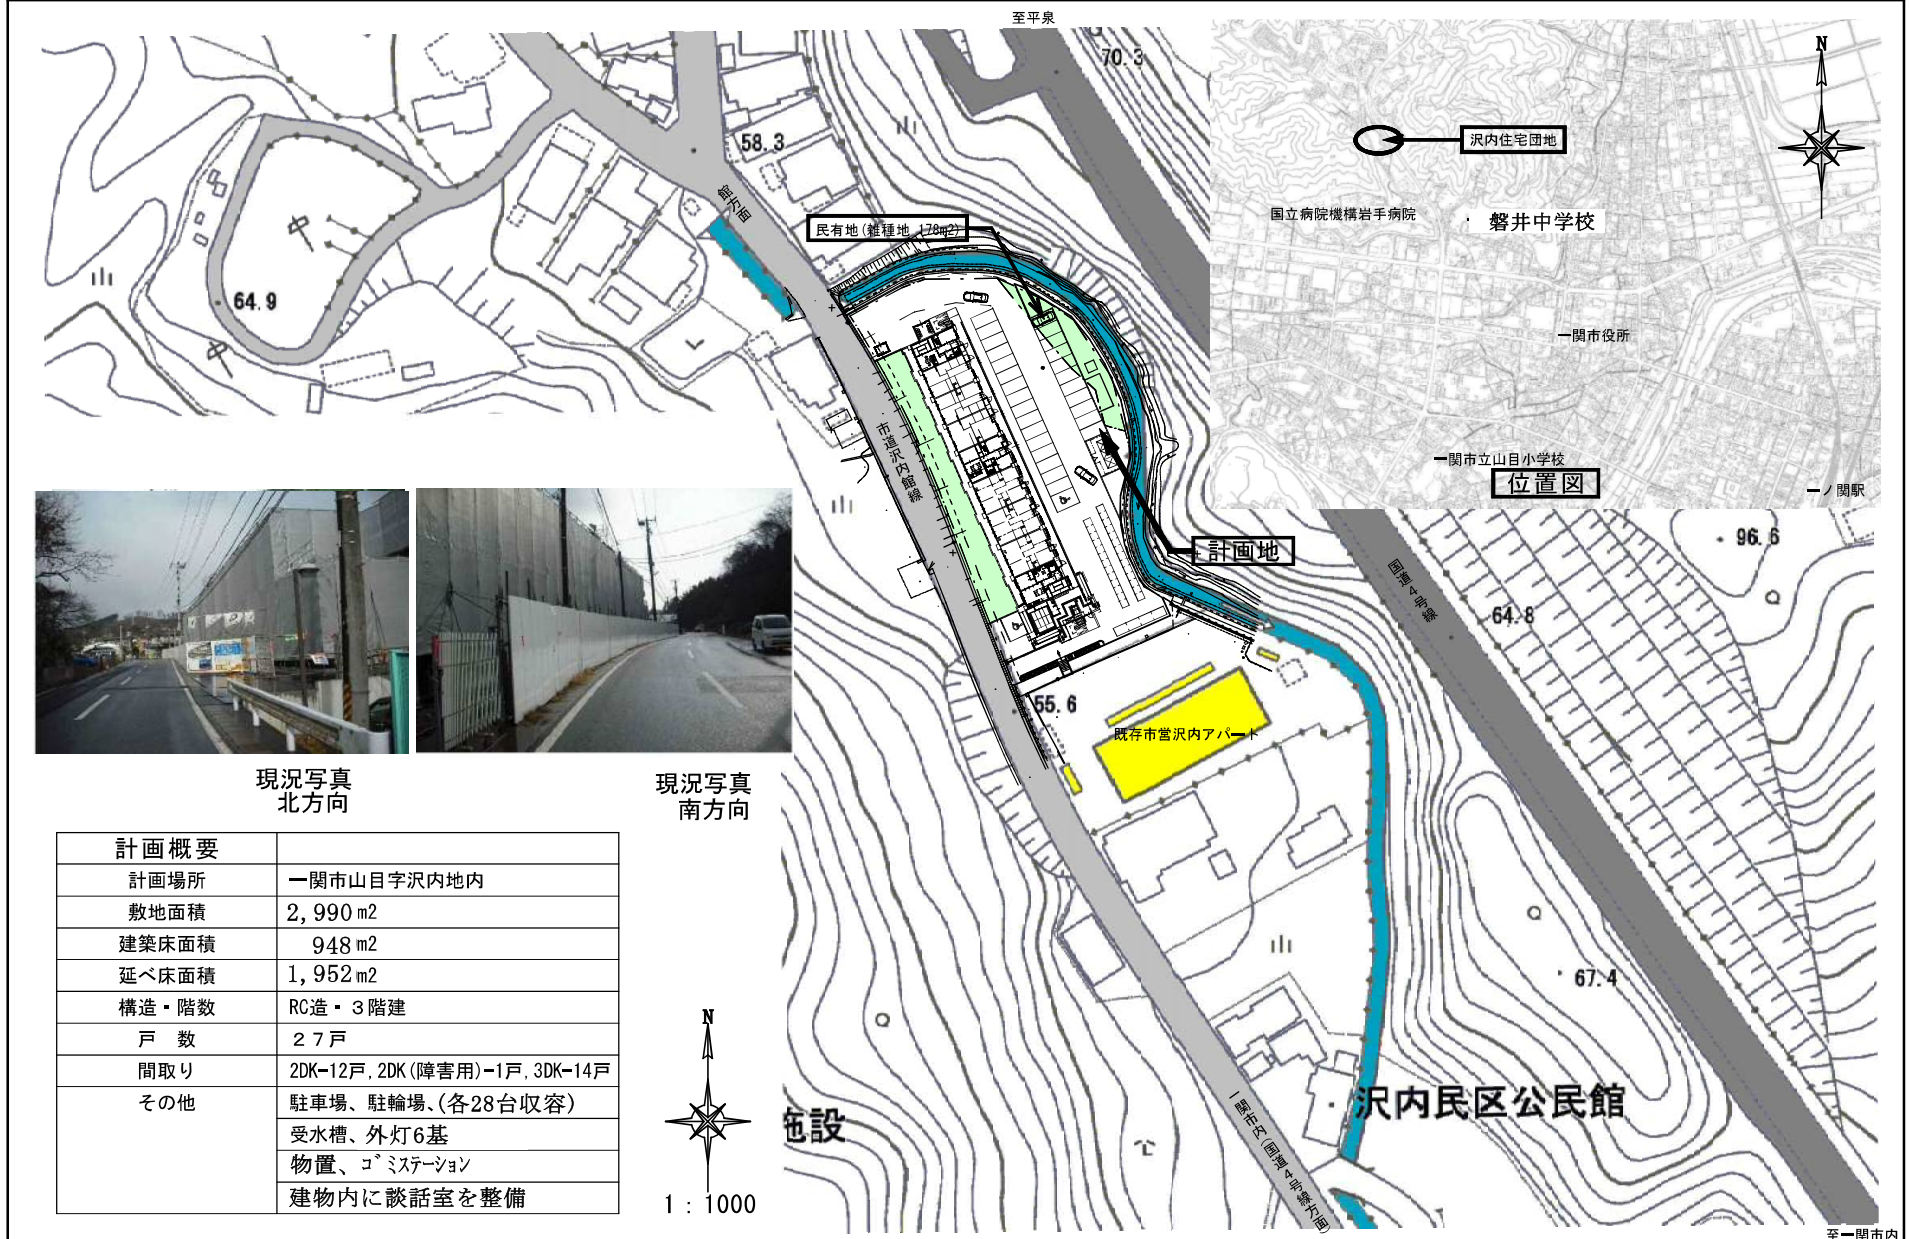 至平泉
70.3
N
58.3
沢内住宅団地
館方面
国立病院機構岩手病院
磐井中学校
民有地(雑種地 178m2)
64.9
一関市役所
市道沢内館線
一関市立山目小学校
位置図
一ノ関駅
計画地
国道4号線
96.6
64.8
55.6
既存市営沢内アパート
現況写真
北方向
現況写真
南方向
計画概要
計画場所 一関市山目字沢内地内
敷地面積 2,990m2
建築床面積 948m2
延べ床面積 1,952m2
構造・階数 RC造・3階建
戸 数 27戸
間取り 2DK-12戸,2DK(障害用)-1戸,3DK-14戸
その他 駐車場、駐輪場、(各28台収容)
受水槽、外灯6基
物置、ゴミステーション
建物内に談話室を整備
N
1:1000
67.4
施設
沢内民区公民館
一関市内(国道4号線方面)
至一関市内